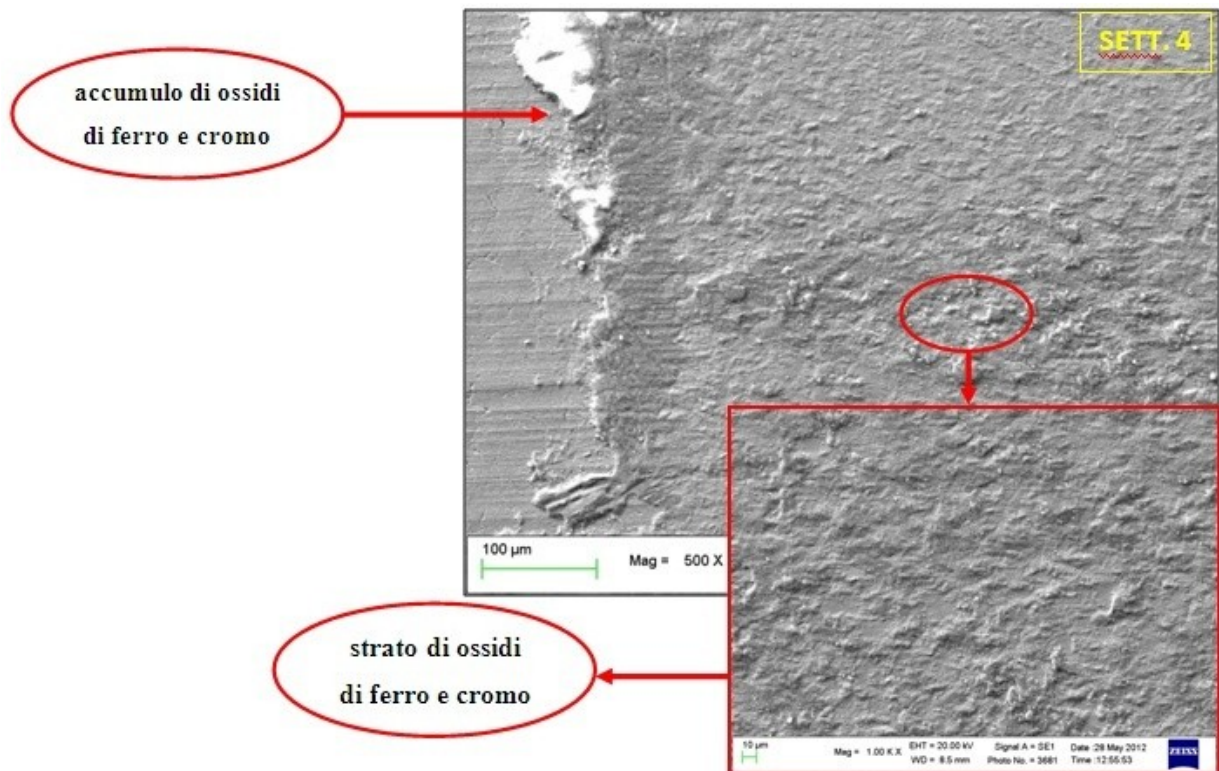 SETT. 4
accumulo di ossidi
di ferro e cromo
100 µm
Mag = 500 X
strato di ossidi
di ferro e cromo
10 µm
Mag = 1.00 K X
EHT = 20.00 kV
WD = 8.5 mm
Signal A = SE1
Photo No. = 3681
Date :28 May 2012
Time :12:55:53
ZEISS